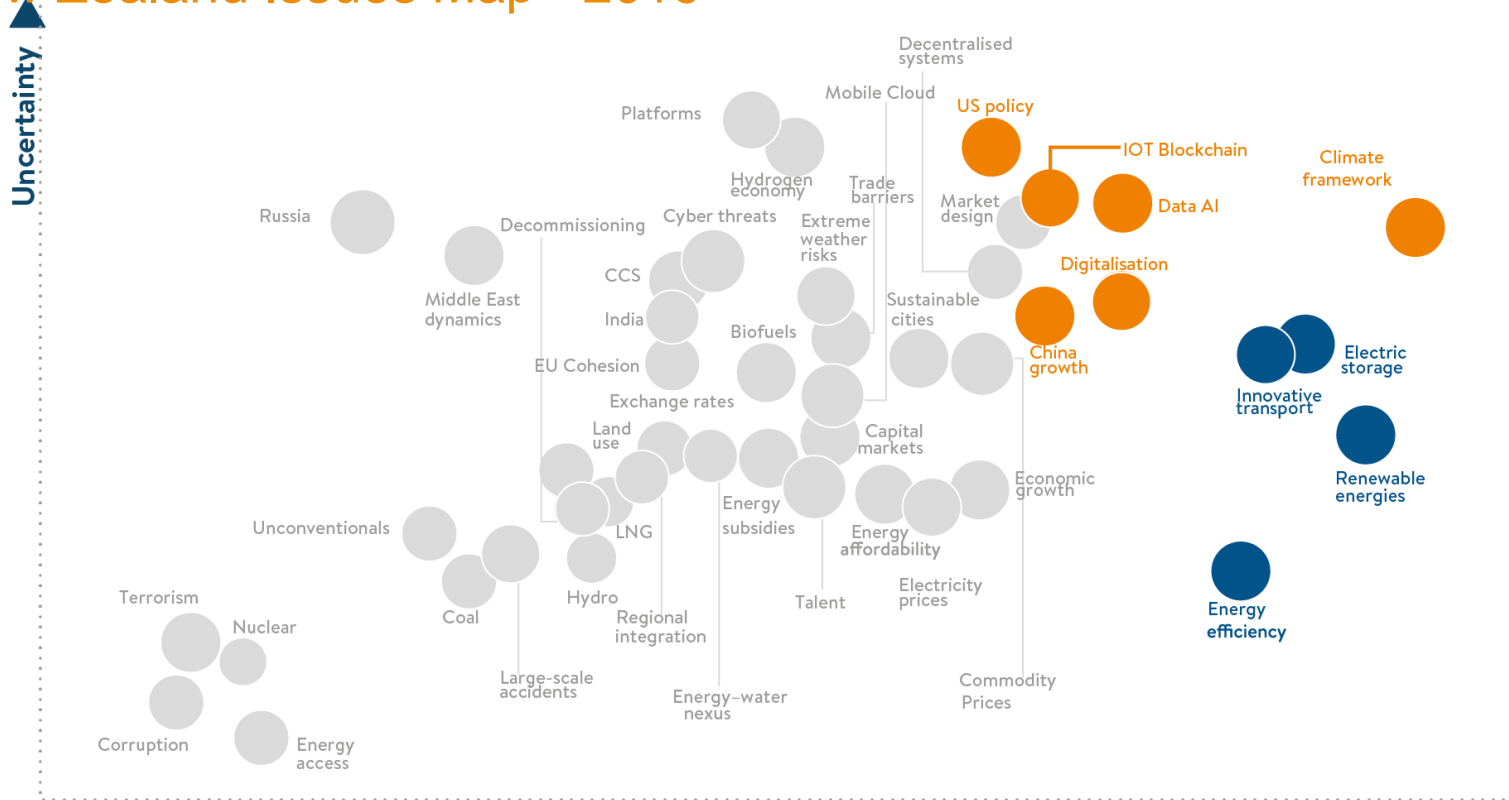 Zealand Issues Map
Uncertainty
Decentralised
systems
Mobile Cloud
US policy
Platforms
IOT Blockchain
Climate
framework
Hydrogen
economy
Trade
barriers
Market
design
Data AI
Russia
Decommissioning
Cyber threats
Extreme
weather
risks
CCS
Digitalisation
Middle East
dynamics
India
Biofuels
Sustainable
cities
EU Cohesion
China
growth
Electric
storage
Exchange rates
Innovative
transport
Land
use
Capital
markets
Economic
growth
Renewable
energies
Unconventionals
LNG
Energy
subsidies
Energy
affordability
Hydro
Electricity
prices
Talent
Terrorism
Coal
Regional
integration
Energy
efficiency
Nuclear
Large-scale
accidents
Energy–water
nexus
Commodity
Prices
Corruption
Energy
access